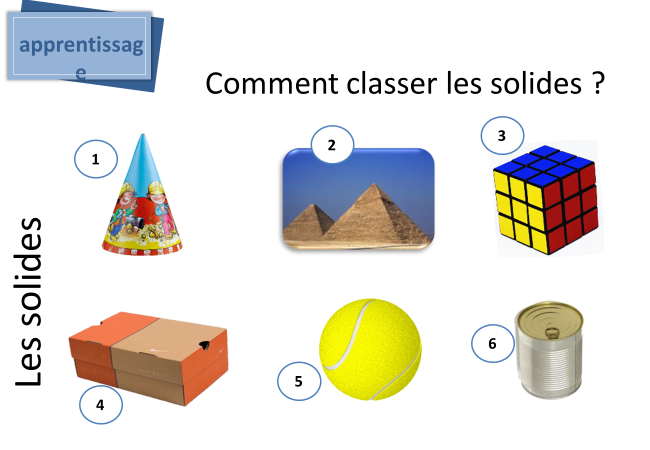 apprentissag
e
Comment classer les solides ?
1
2
3
Les solides
4
5
6